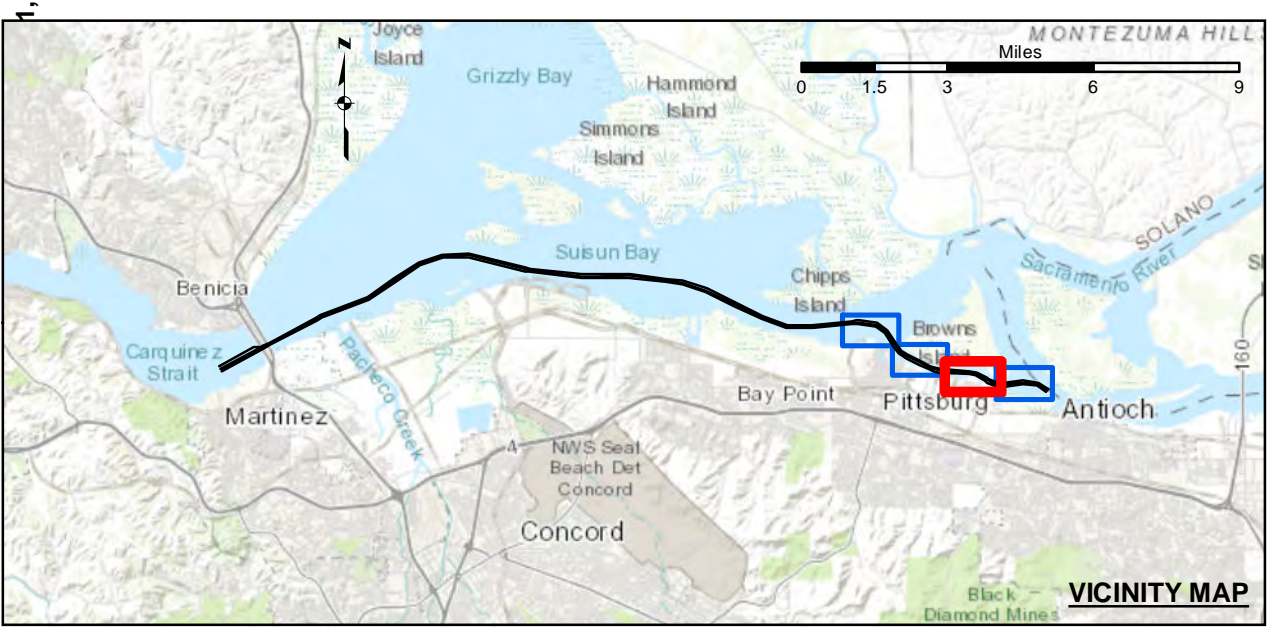 1,
Joyce
Island
N
Grizzly Bay
MONTEZUMA HILLS
Miles
0 1.5 3 6 9
Hammond
Island
Simmons
Island
SOLANO
Sacramento River
Suisun Bay
Chipps
Island
Benicia
Browns
Island
Carquinez
Strait
Pacheco Creek
160
Martinez
Bay Point
Pittsburg
Antioch
4
NWS Seal
Beach Det
Concord
Concord
Black
Diamond Mines
VICINITY MAP